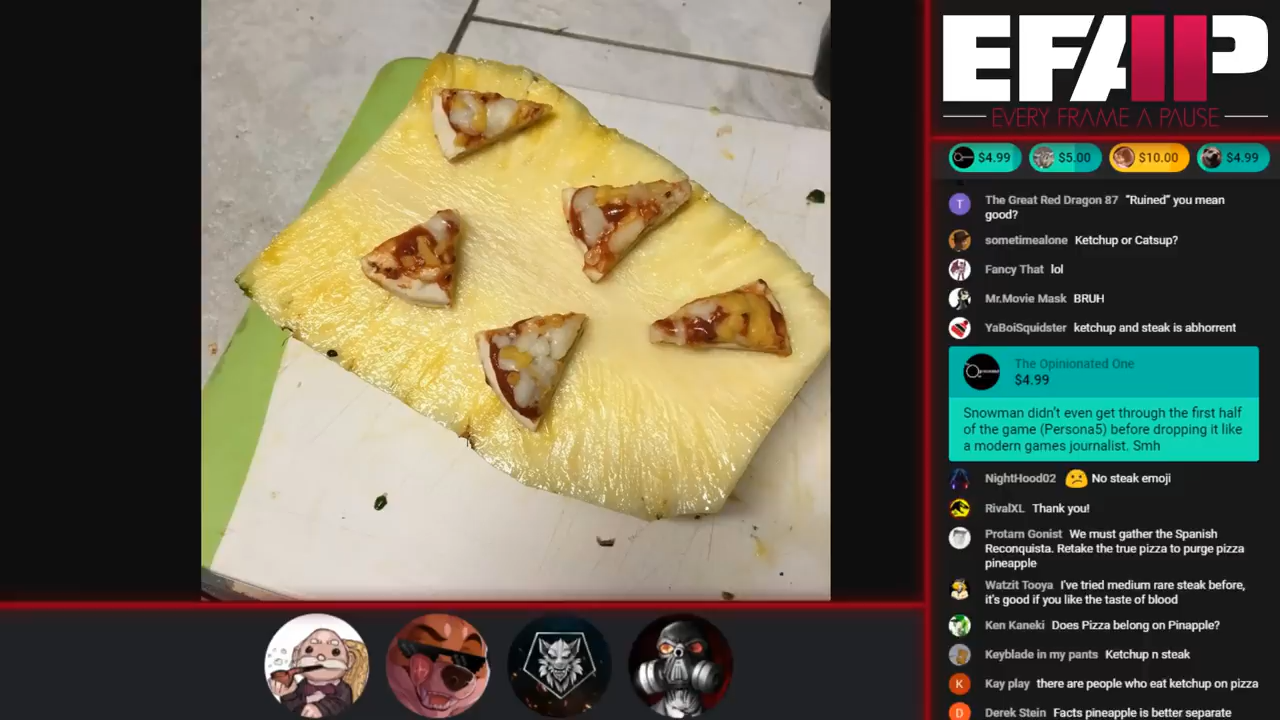 EFAP
EVERY FRAME A PAUSE
$4.99
$5.00
$10.00
$4.99
T
The Great Red Dragon 87 “Ruined” you mean
good?
sometimealone Ketchup or Catsup?
Fancy That lol
Mr.Movie Mask BRUH
YaBoiSquidster ketchup and steak is abhorrent
The Opinionated One
$4.99
Snowman didn't even get through the first half
of the game (Persona5) before dropping it like
a modern games journalist. Smh
NightHood02 No steak emoji
RivalXL Thank you!
Protam Gonist We must gather the Spanish
Reconquista. Retake the true pizza to purge pizza
pineapple
Watzit Tooya I've tried medium rare steak before,
it's good if you like the taste of blood
Ken Kaneki Does Pizza belong on Pinapple?
Keyblade in my pants Ketchup n steak
K
Kay play there are people who eat ketchup on pizza
D
Derek Stein Facts pineapple is better separate